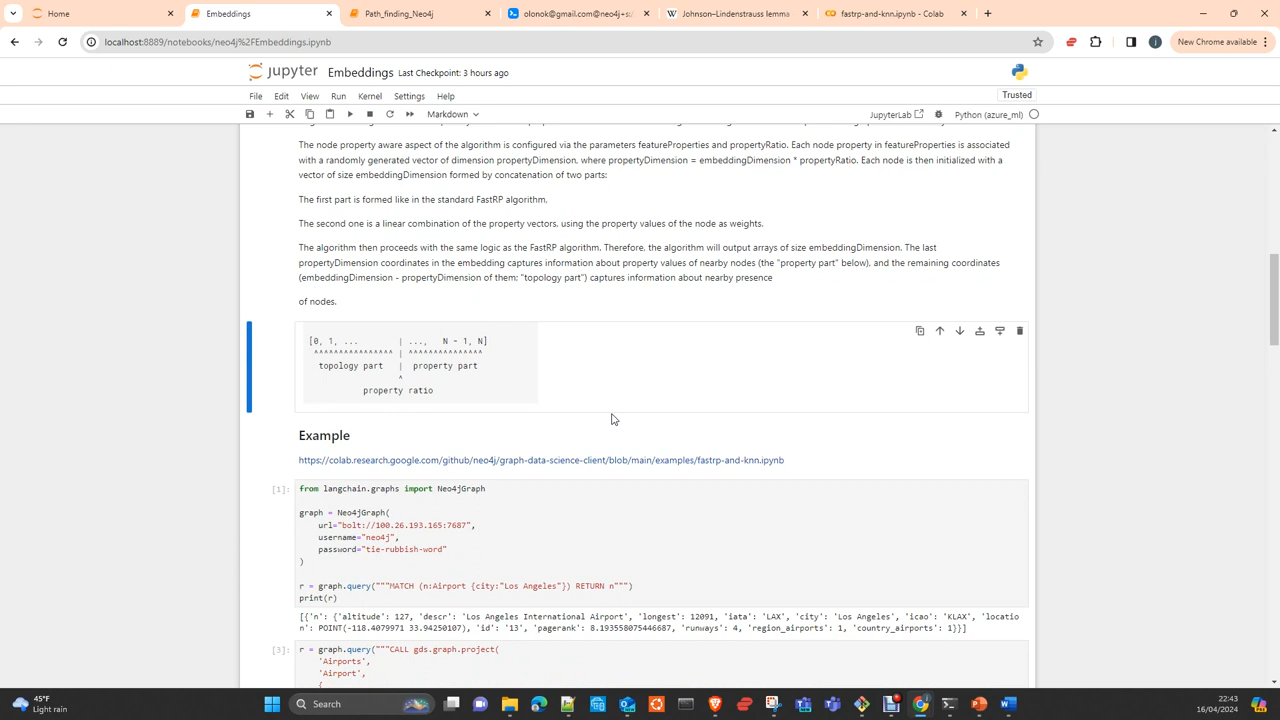 Home
Embeddings
Path_finding_Neo4j
olonok@gmail.com@neo4j+s:/
Johnson–Lindenstrauss lemma
fastrp-and-knn.ipynb - Colab
localhost:8889/notebooks/neo4j%2FEmbeddings.ipynb
New Chrome available
jupyter Embeddings Last Checkpoint: 3 hours ago
File Edit View Run Kernel Settings Help
Trusted
Markdown
JupyterLab
Python (azure_ml)
The node property aware aspect of the algorithm is configured via the parameters featureProperties and propertyRatio. Each node property in featureProperties is associated
with a randomly generated vector of dimension propertyDimension, where propertyDimension = embeddingDimension * propertyRatio. Each node is then initialized with a
vector of size embeddingDimension formed by concatenation of two parts:
The first part is formed like in the standard FastRP algorithm.
The second one is a linear combination of the property vectors, using the property values of the node as weights.
The algorithm then proceeds with the same logic as the FastRP algorithm. Therefore, the algorithm will output arrays of size embeddingDimension. The last
propertyDimension coordinates in the embedding captures information about property values of nearby nodes (the "property part" below), and the remaining coordinates
(embeddingDimension - propertyDimension of them; "topology part") captures information about nearby presence
of nodes.
[0, 1, ... | ..., N - 1, N]
^^^^^^^^^^^^^^^^ | ^^^^^^^^^^^^^^^
topology part | property part
^
property ratio
Example
https://colab.research.google.com/github/neo4j/graph-data-science-client/blob/main/examples/fastrp-and-knn.ipynb
[1]: from langchain.graphs import Neo4jGraph
graph = Neo4jGraph(
url="bolt://100.26.193.165:7687",
username="neo4j",
password="tie-rubbish-word"
)
r = graph.query("""MATCH (n:Airport {city:"Los Angeles"}) RETURN n""")
print(r)
[{'n': {'altitude': 127, 'descr': 'Los Angeles International Airport', 'longest': 12091, 'iata': 'LAX', 'city': 'Los Angeles', 'icao': 'KLAX', 'locatio
n': POINT(-118.4079971 33.94250107), 'id': '13', 'pagerank': 8.193558075446687, 'runways': 4, 'region_airports': 1, 'country_airports': 1}}]
[3]: r = graph.query("""CALL gds.graph.project(
'Airports',
'Airport',
{
45°F
Light rain
Search
22:43
16/04/2024